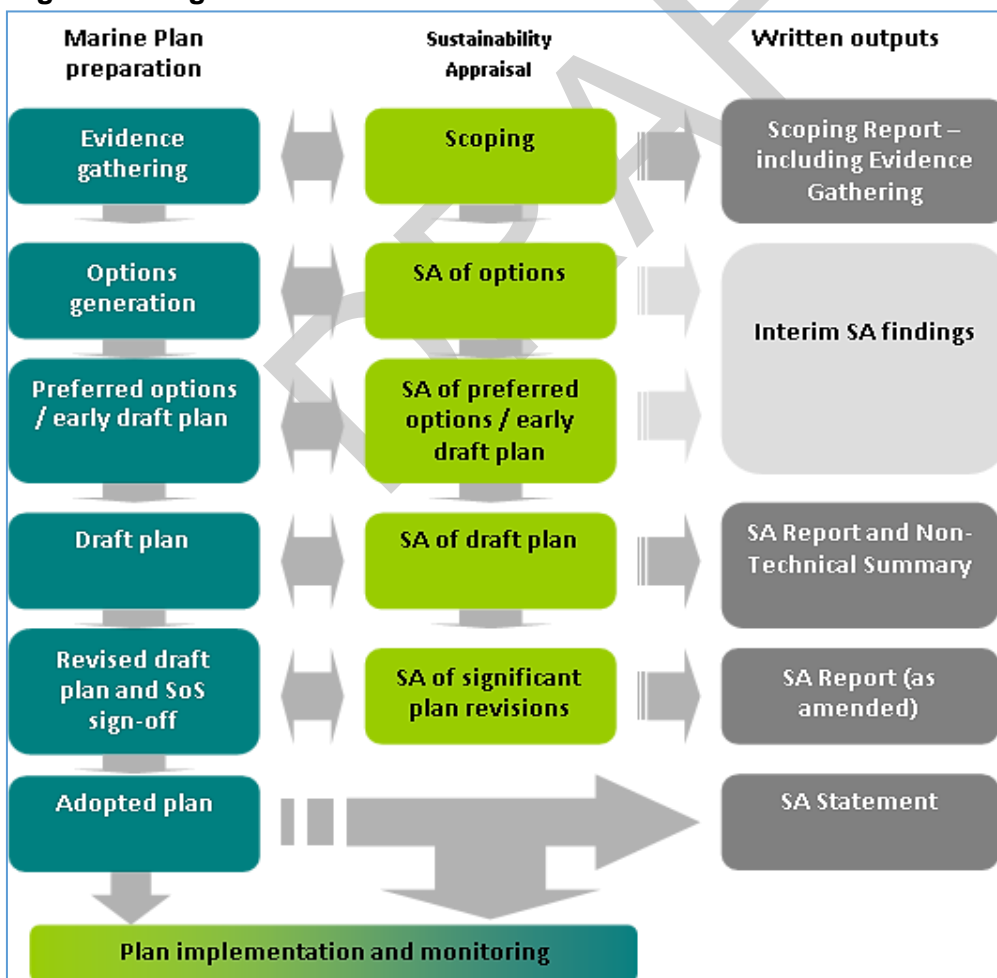 Marine Plan
preparation
Sustainability
Appraisal
Written outputs
Evidence
gathering
Scoping
Scoping Report –
including Evidence
Gathering
Options
generation
SA of options
Interim SA findings
Preferred options
/ early draft plan
SA of preferred
options / early
draft plan
Draft plan
SA of draft plan
SA Report and Non-
Technical Summary
Revised draft
plan and SoS
sign-off
SA of significant
plan revisions
SA Report (as
amended)
Adopted plan
SA Statement
Plan implementation and monitoring